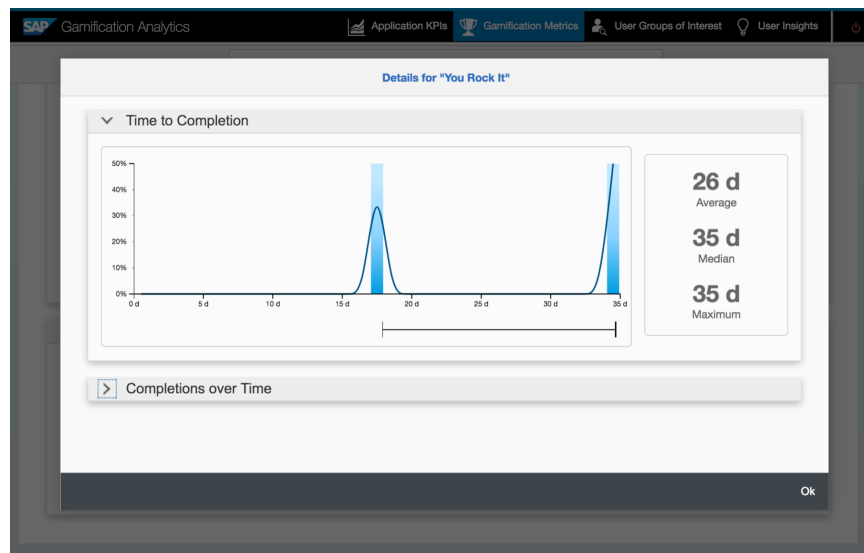 SAP Gamification Analytics Application KPIs Gamification Metrics User Groups of Interest User Insights
Details for "You Rock It"
Time to Completion
50%
40%
30%
20%
10%
0%
0 d 5 d 10 d 15 d 20 d 25 d 30 d 35 d
26 d
Average
35 d
Median
35 d
Maximum
Completions over Time
Ok